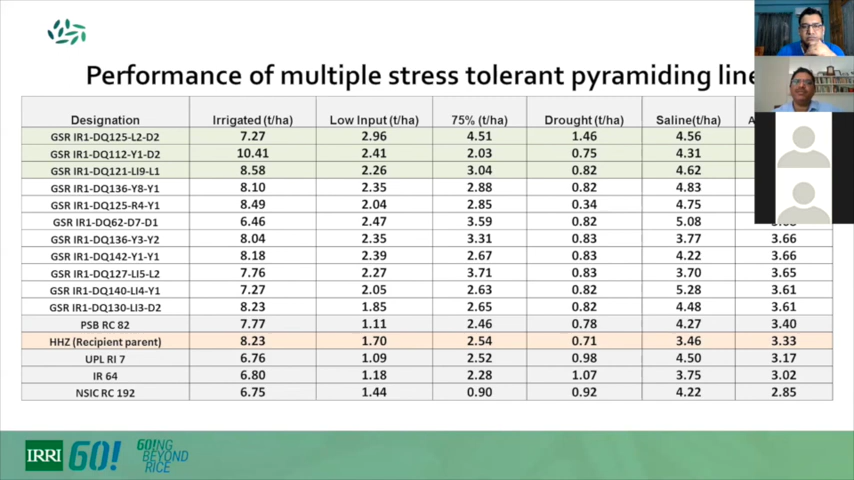 Performance of multiple stress tolerant pyramiding line
Designation Irrigated (t/ha) Low Input (t/ha) 75% (t/ha) Drought (t/ha) Saline(t/ha)
GSR IR1-DQ125-L2-D2 7.27 2.96 4.51 1.46 4.56
GSR IR1-DQ112-Y1-D2 10.41 2.41 2.03 0.75 4.31
GSR IR1-DQ121-LI9-L1 8.58 2.26 3.04 0.82 4.62
GSR IR1-DQ136-Y8-Y1 8.10 2.35 2.88 0.82 4.83
GSR IR1-DQ125-R4-Y1 8.49 2.04 2.85 0.34 4.75
GSR IR1-DQ62-D7-D1 6.46 2.47 3.59 0.82 5.08
GSR IR1-DQ136-Y3-Y2 8.04 2.35 3.31 0.83 3.77 3.66
GSR IR1-DQ142-Y1-Y1 8.18 2.39 2.67 0.83 4.22 3.66
GSR IR1-DQ127-LI5-L2 7.76 2.27 3.71 0.83 3.70 3.65
GSR IR1-DQ140-LI4-Y1 7.27 2.05 2.63 0.82 5.28 3.61
GSR IR1-DQ130-LI3-D2 8.23 1.85 2.65 0.82 4.48 3.61
PSB RC 82 7.77 1.11 2.46 0.78 4.27 3.40
HHZ (Recipient parent) 8.23 1.70 2.54 0.71 3.46 3.33
UPL RI 7 6.76 1.09 2.52 0.98 4.50 3.17
IR 64 6.80 1.18 2.28 1.07 3.75 3.02
NSIC RC 192 6.75 1.44 0.90 0.92 4.22 2.85
IRRI 60! 60!NG
BEYOND
RICE